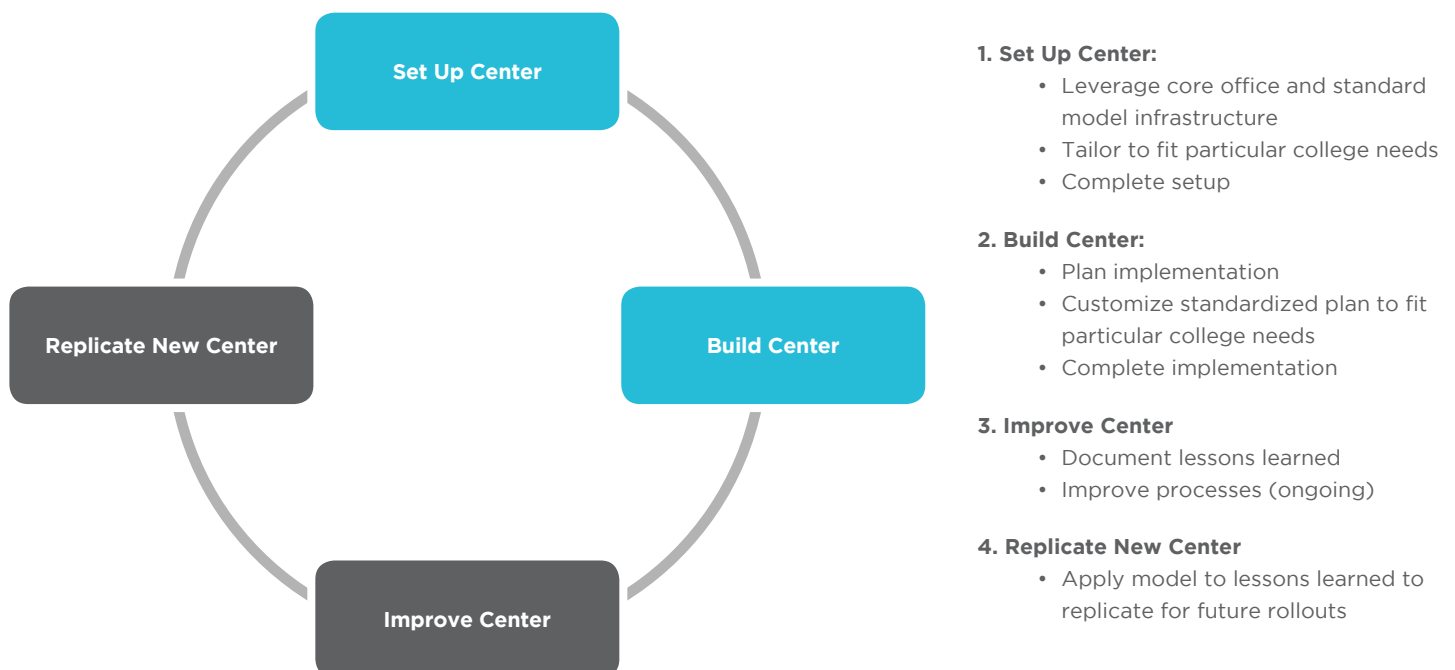 Set Up Center
Replicate New Center
Build Center
Improve Center
1. Set Up Center:
• Leverage core office and standard
model infrastructure
• Tailor to fit particular college needs
• Complete setup
2. Build Center:
• Plan implementation
• Customize standardized plan to fit
particular college needs
• Complete implementation
3. Improve Center
• Document lessons learned
• Improve processes (ongoing)
4. Replicate New Center
• Apply model to lessons learned to
replicate for future rollouts